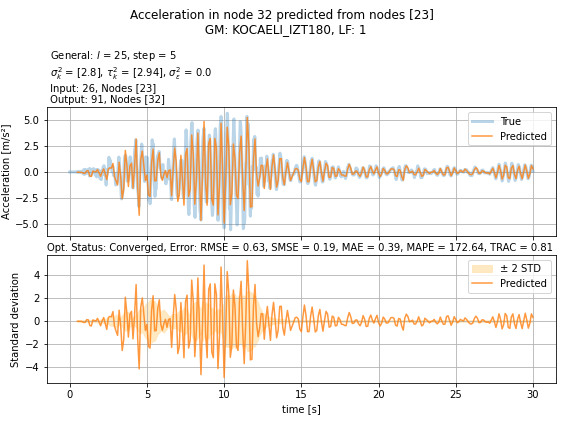 Acceleration in node 32 predicted from nodes [23]
GM: KOCAELI_IZT180, LF: 1
General: l = 25, step = 5
σ²ₖ = [2.8], τ²ₖ = [2.94], σ²ₑ = 0.0
Input: 26, Nodes [23]
Output: 91, Nodes [32]
Acceleration [m/s²]
5.0
2.5
0.0
−2.5
−5.0
True
Predicted
Opt. Status: Converged, Error: RMSE = 0.63, SMSE = 0.19, MAE = 0.39, MAPE = 172.64, TRAC = 0.81
Standard deviation
4
2
0
−2
−4
± 2 STD
Predicted
0 5 10 15 20 25 30
time [s]